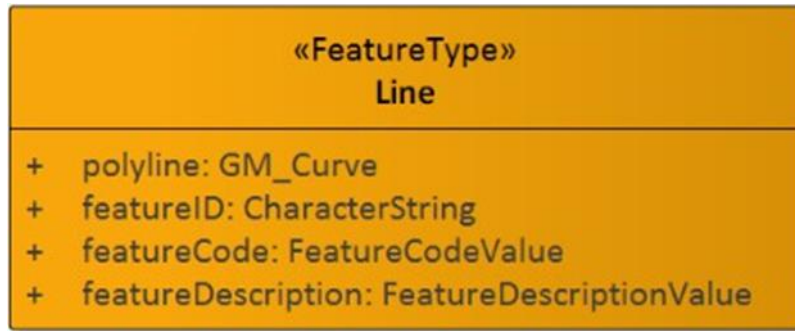 «FeatureType»
Line
+ polyline: GM_Curve
+ featureID: CharacterString
+ featureCode: FeatureCodeValue
+ featureDescription: FeatureDescriptionValue